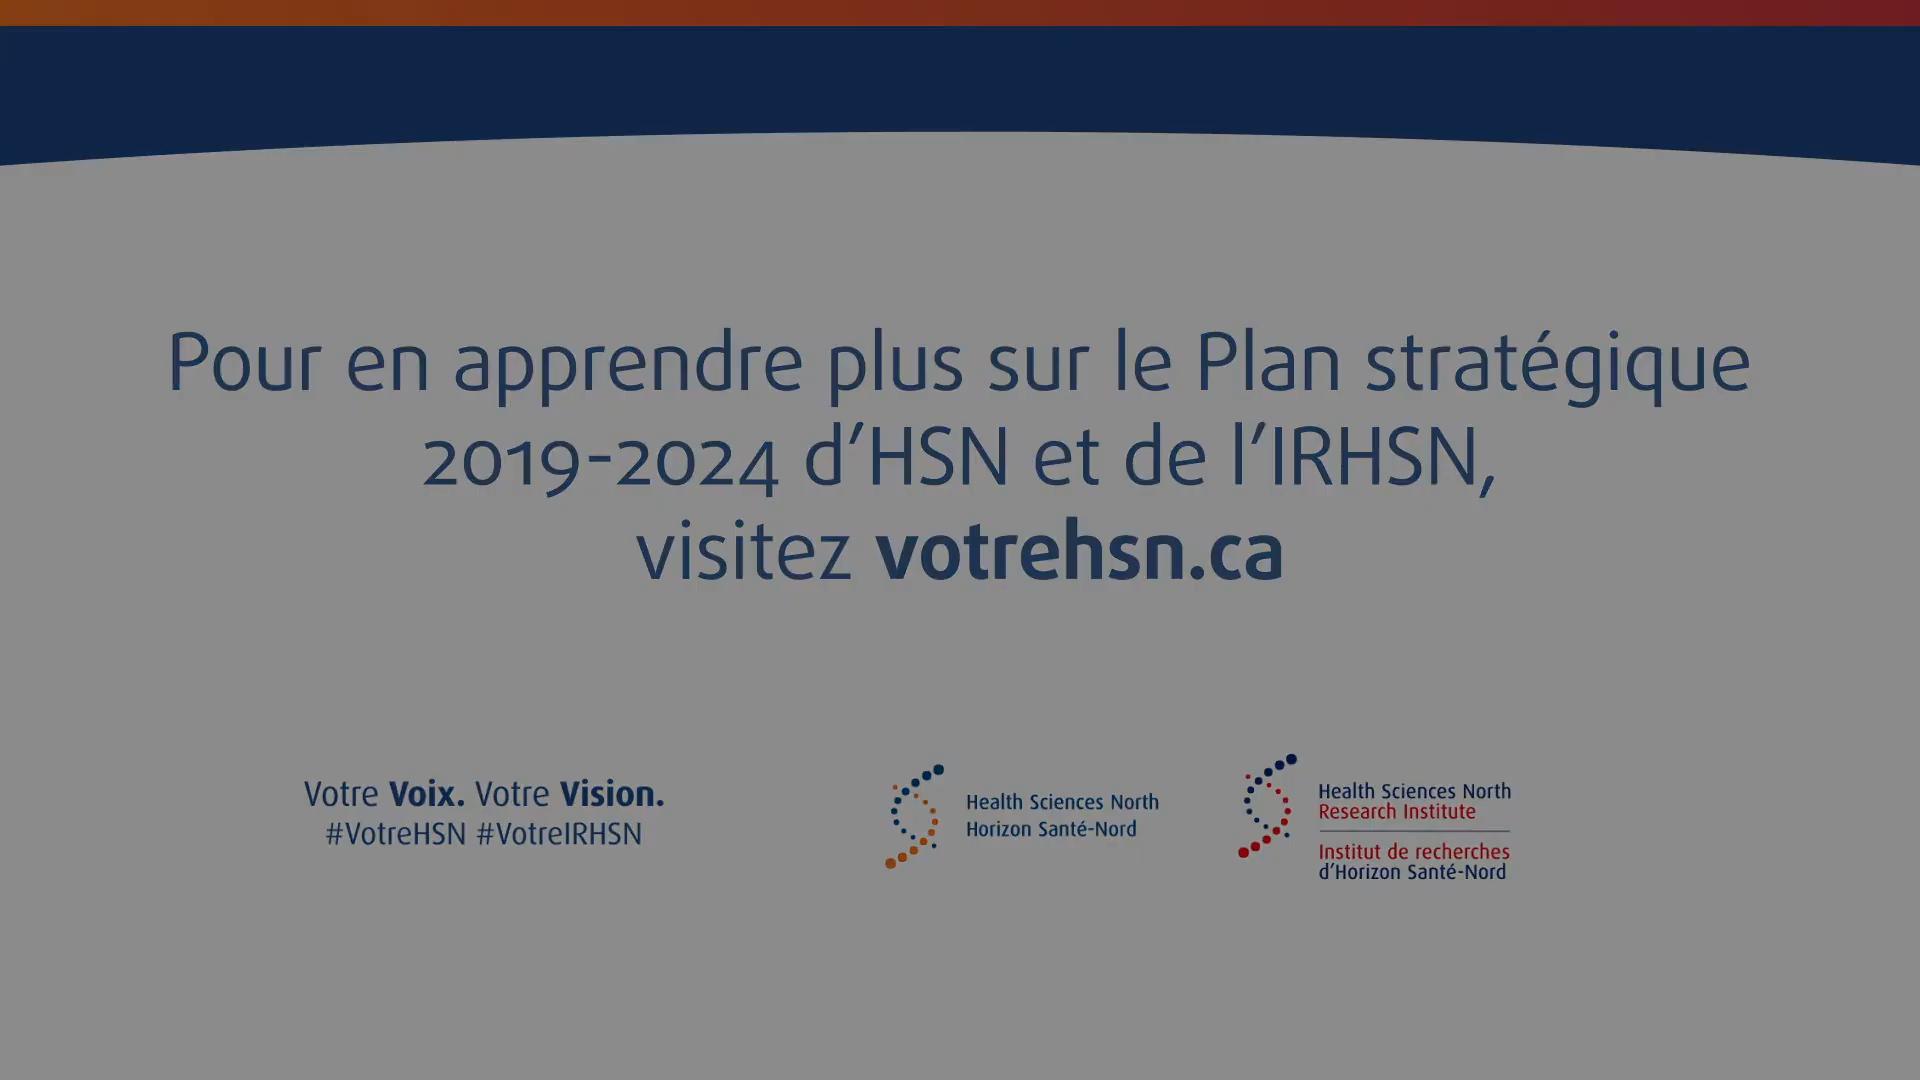 Pour en apprendre plus sur le Plan stratégique
2019-2024 d’HSN et de l’IRHSN,
visitez votrehsn.ca
Votre Voix. Votre Vision.
#VotreHSN #VotreIRHSN
Health Sciences North
Horizon Santé-Nord
Health Sciences North
Research Institute
Institut de recherches
d’Horizon Santé-Nord